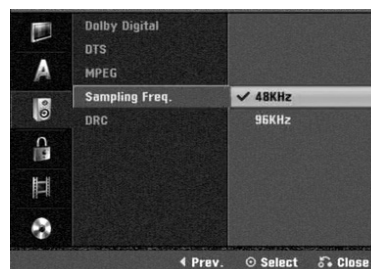 Dolby Digital
DTS
MPEG
Sampling Freq.
✓ 48KHz
96KHz
DRC
A
Prev. Select Close